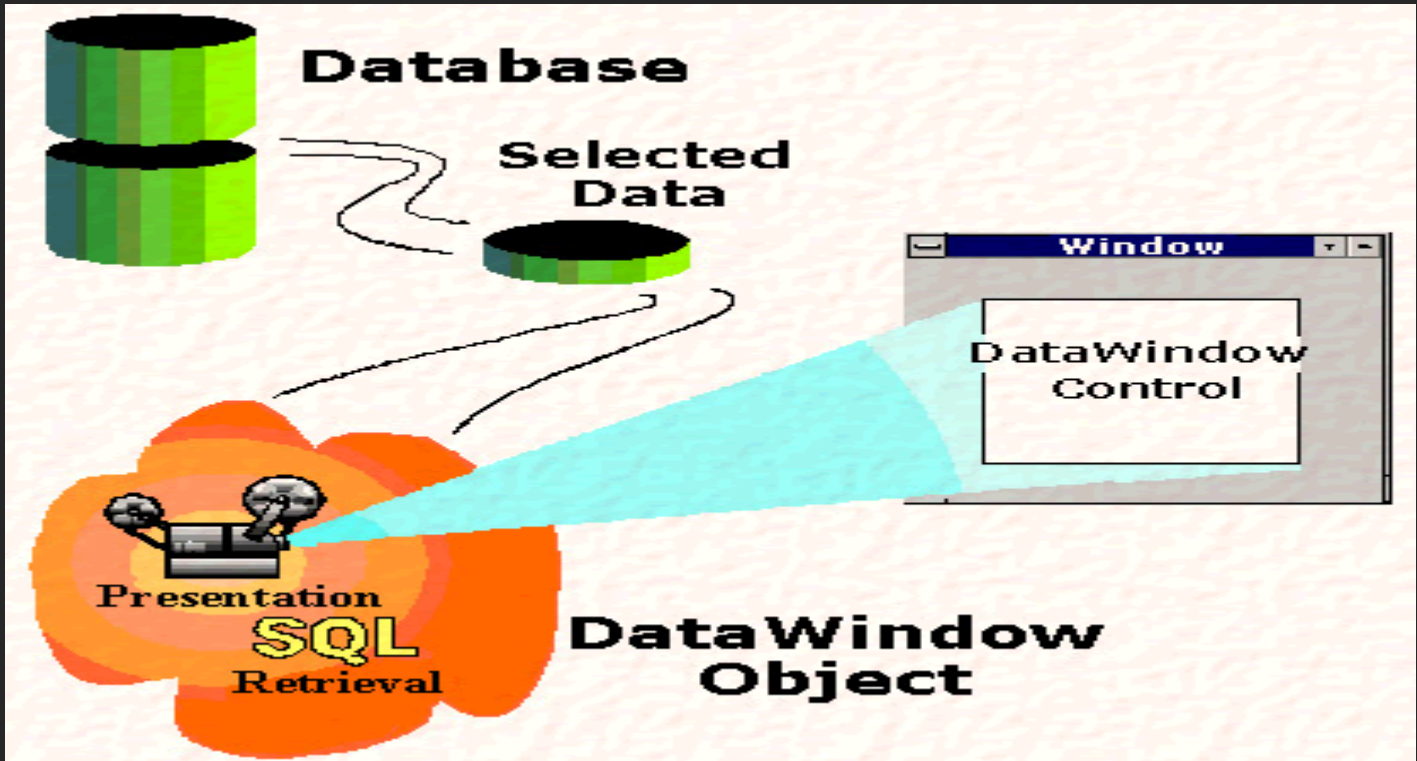 Database
Selected
Data
Window
DataWindow
Control
Presentation
SQL
Retrieval
DataWindow
Object